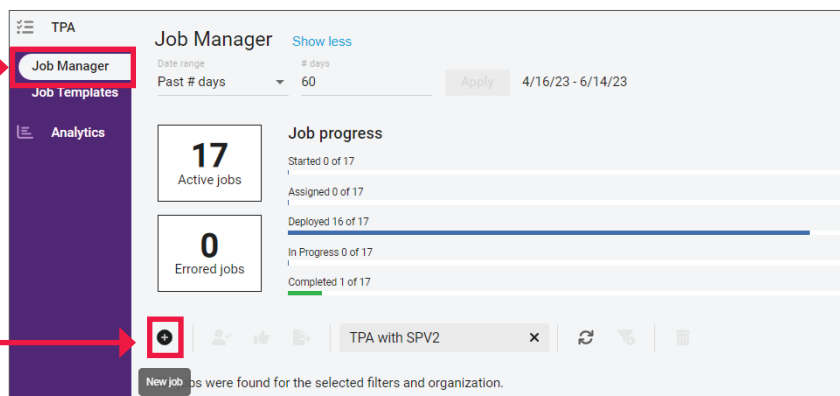 TPA
Job Manager
Job Templates
Analytics
Job Manager Show less
Date range # days
Past # days 60 Apply 4/16/23 - 6/14/23
17
Active jobs
0
Errored jobs
Job progress
Started 0 of 17
Assigned 0 of 17
Deployed 16 of 17
In Progress 0 of 17
Completed 1 of 17
TPA with SPV2
New job
were found for the selected filters and organization.